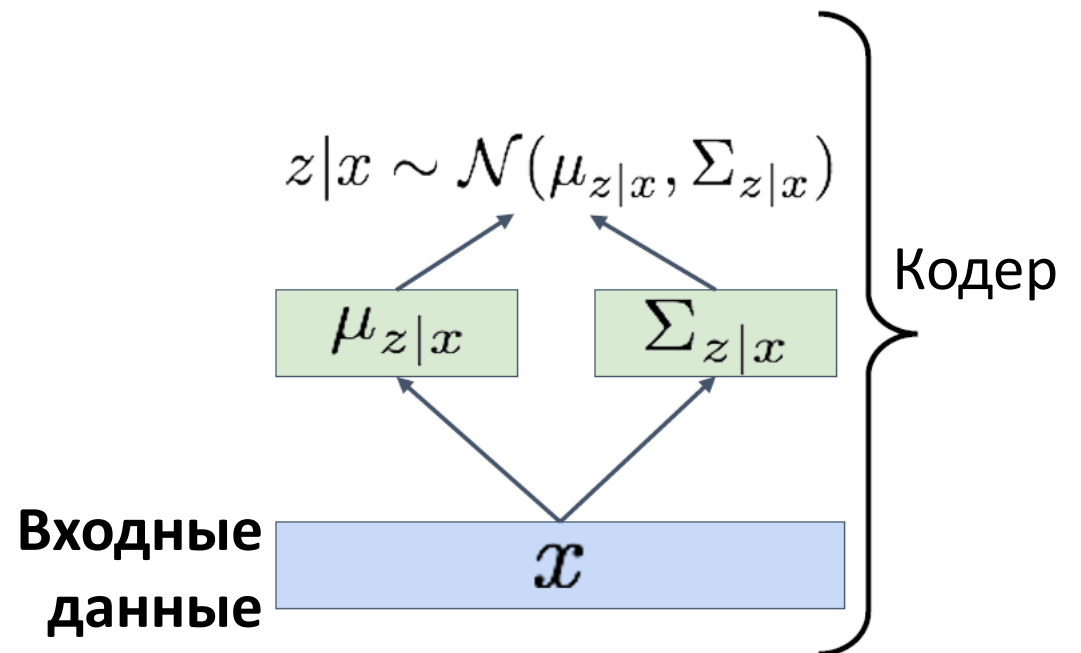 z|x ∼ 𝒩(μ_{z|x}, Σ_{z|x})
Кодер
μ_{z|x}
Σ_{z|x}
Входные
данные
x